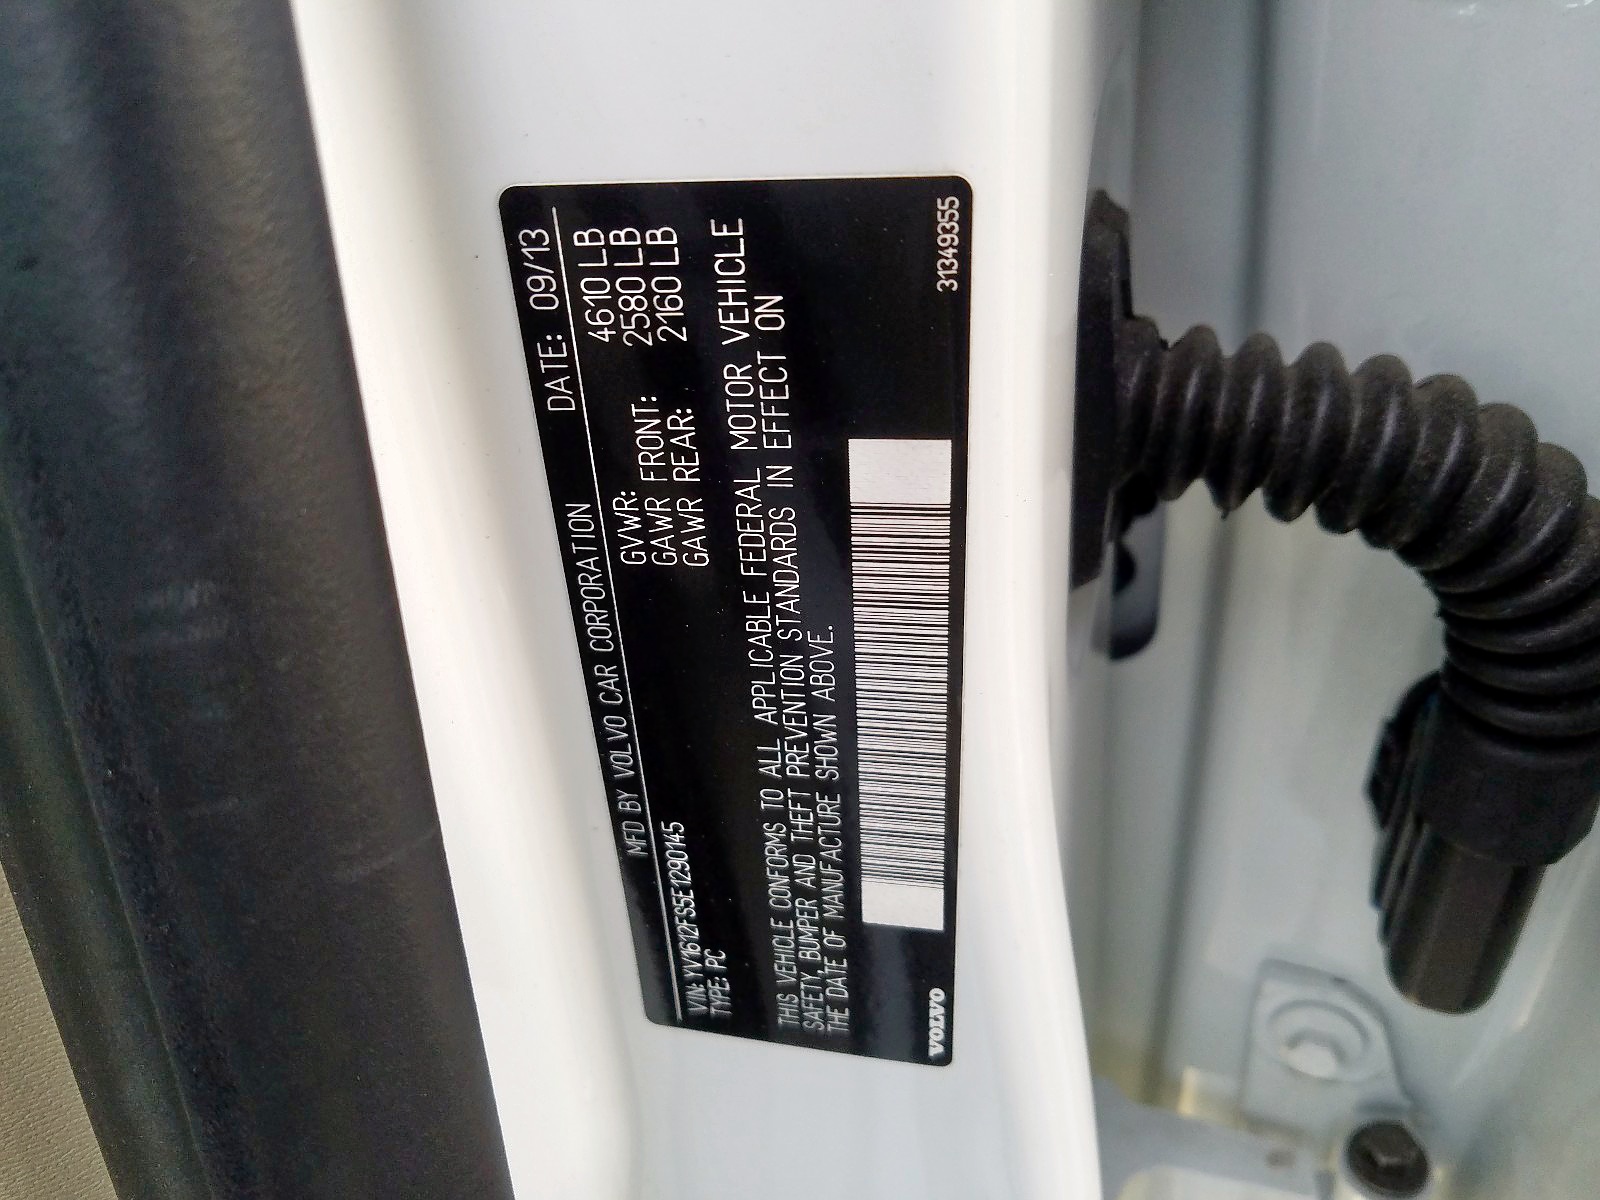 MFD BY VOLVO CAR CORPORATION DATE: 09/13
VIN: YV1612FS5E1290145 GVWR: 4610 LB
TYPE: PC GAWR FRONT: 2580 LB
GAWR REAR: 2160 LB
THIS VEHICLE CONFORMS TO ALL APPLICABLE FEDERAL MOTOR VEHICLE
SAFETY, BUMPER AND THEFT PREVENTION STANDARDS IN EFFECT ON
THE DATE OF MANUFACTURE SHOWN ABOVE.
VOLVO 31349355